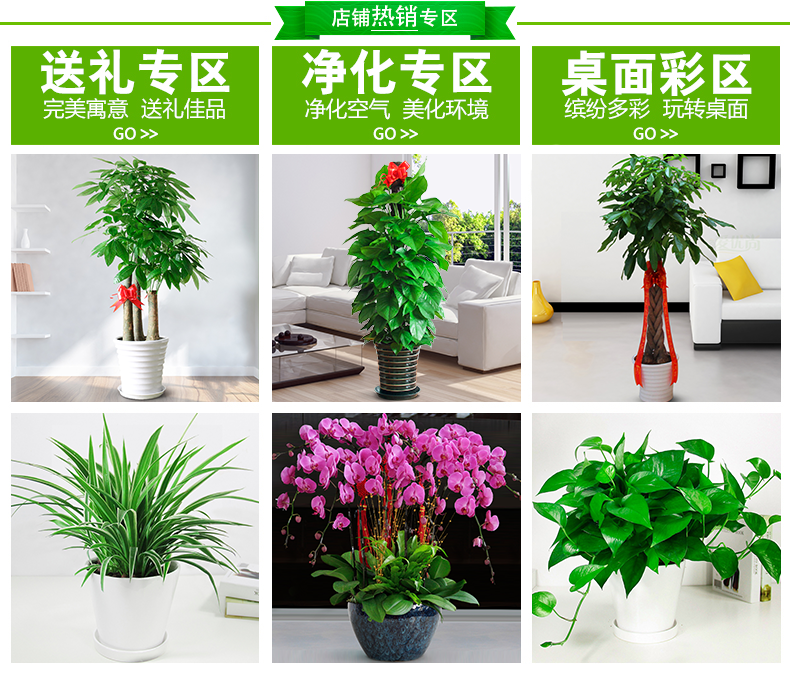 店铺热销专区
送礼专区
完美寓意 送礼佳品
GO >>
净化专区
净化空气 美化环境
GO >>
桌面彩区
缤纷多彩 玩转桌面
GO >>